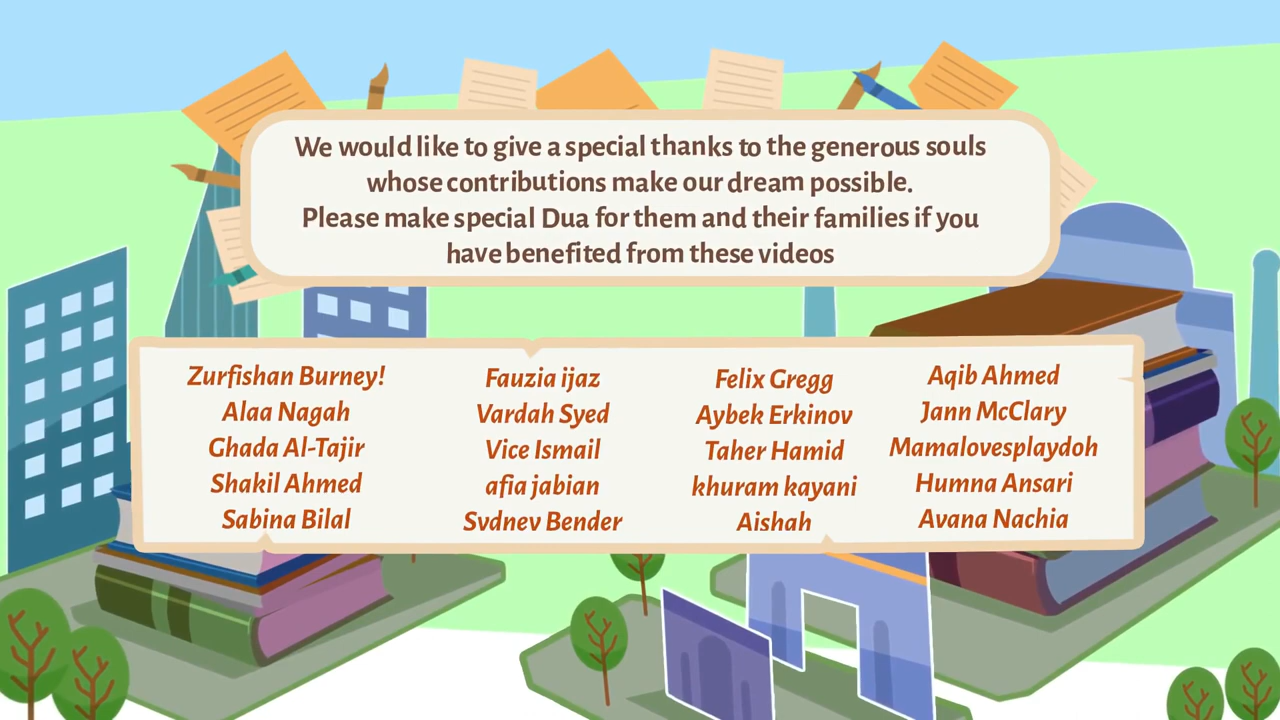 We would like to give a special thanks to the generous souls
whose contributions make our dream possible.
Please make special Dua for them and their families if you
have benefited from these videos
Zurfishan Burney!
Alaa Nagah
Ghada Al-Tajir
Shakil Ahmed
Sabina Bilal
Fauzia ijaz
Vardah Syed
Vice Ismail
afia jabian
Sydney Bender
Felix Gregg
Aybek Erkinov
Taher Hamid
khuram kayani
Aishah
Aqib Ahmed
Jann McClary
Mamalovesplaydoh
Humna Ansari
Avana Nachia